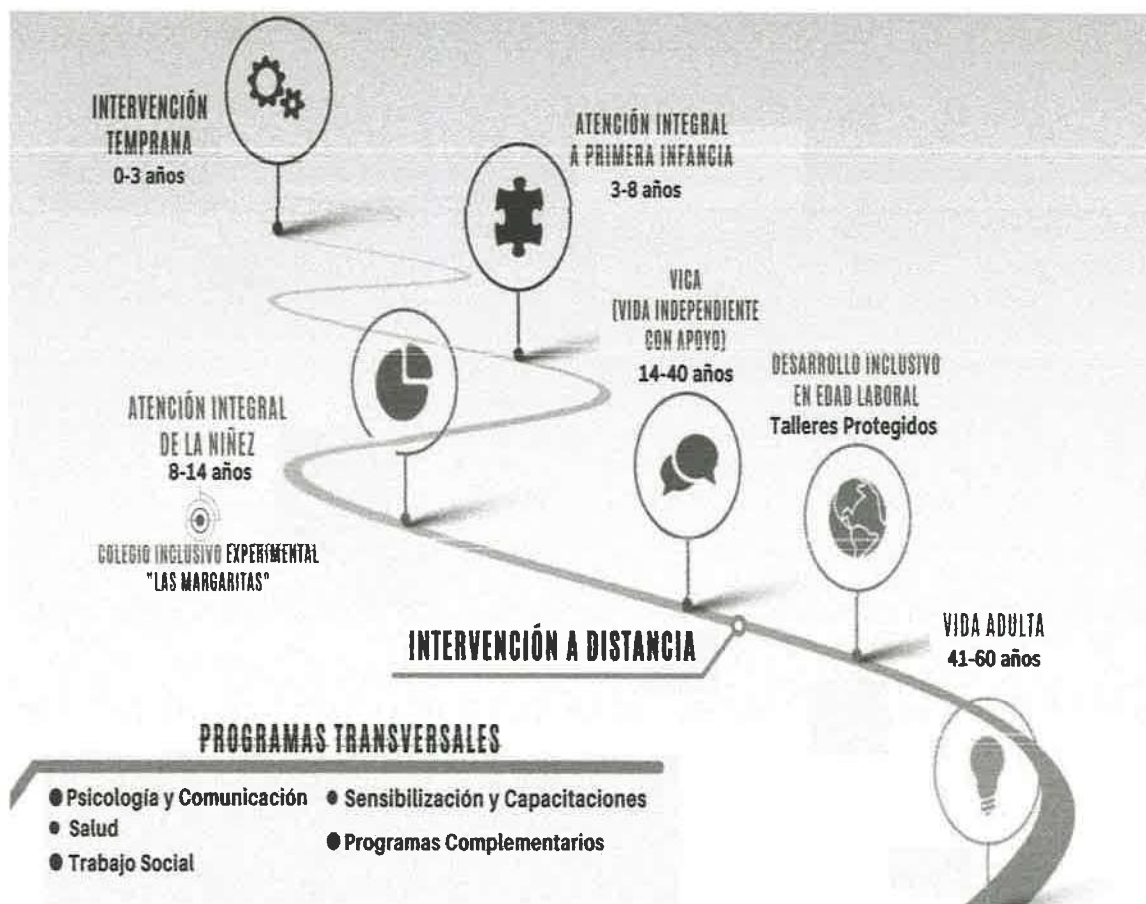 INTERVENCIÓN
TEMPRANA
0-3 años
ATENCIÓN INTEGRAL
A PRIMERA INFANCIA
3-8 años
ATENCIÓN INTEGRAL
DE LA NIÑEZ
8-14 años
COLEGIO INCLUSIVO EXPERIMENTAL
"LAS MARGARITAS"
VICA
(VIDA INDEPENDIENTE
CON APOYO)
14-40 años
DESARROLLO INCLUSIVO
EN EDAD LABORAL
Talleres Protegidos
INTERVENCIÓN A DISTANCIA
VIDA ADULTA
41-60 años
PROGRAMAS TRANSVERSALES
● Psicología y Comunicación
● Salud
● Trabajo Social
● Sensibilización y Capacitaciones
● Programas Complementarios